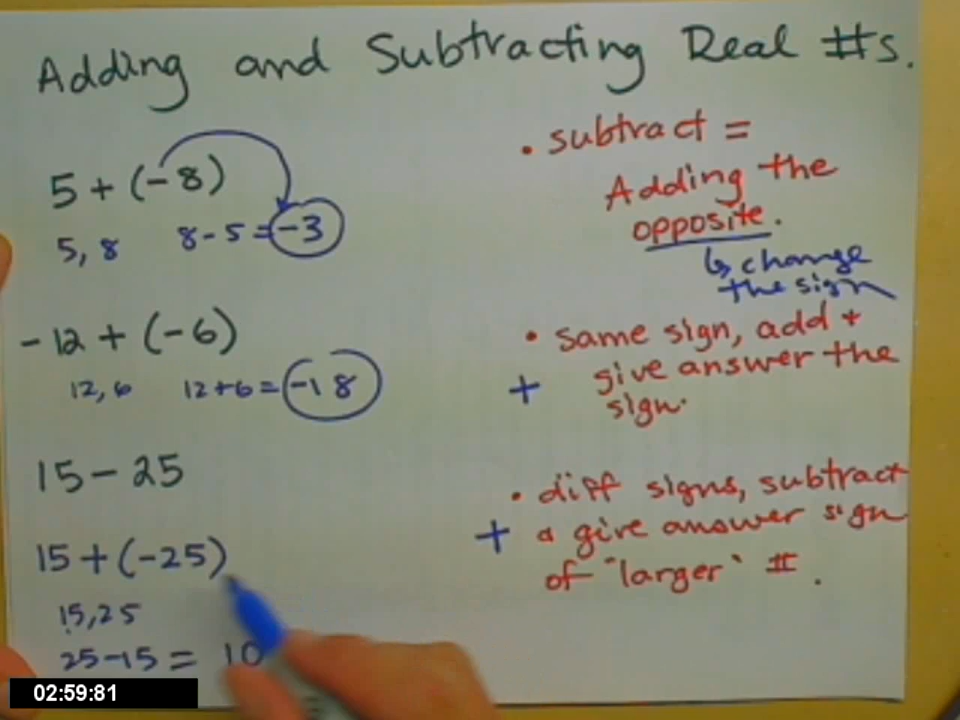 Adding and Subtracting Real #s.
5 + (-8)
5, 8 8-5=-3
-12 + (-6)
12, 6 12+6=-18
15 - 25
15 + (-25)
15,25
25-15 = 10
• subtract =
Adding the
opposite.
↳ change
the sign
• same sign, add +
+ give answer the
sign.
• diff signs, subtract
+ & give answer sign
of "larger" #.
02:59:81